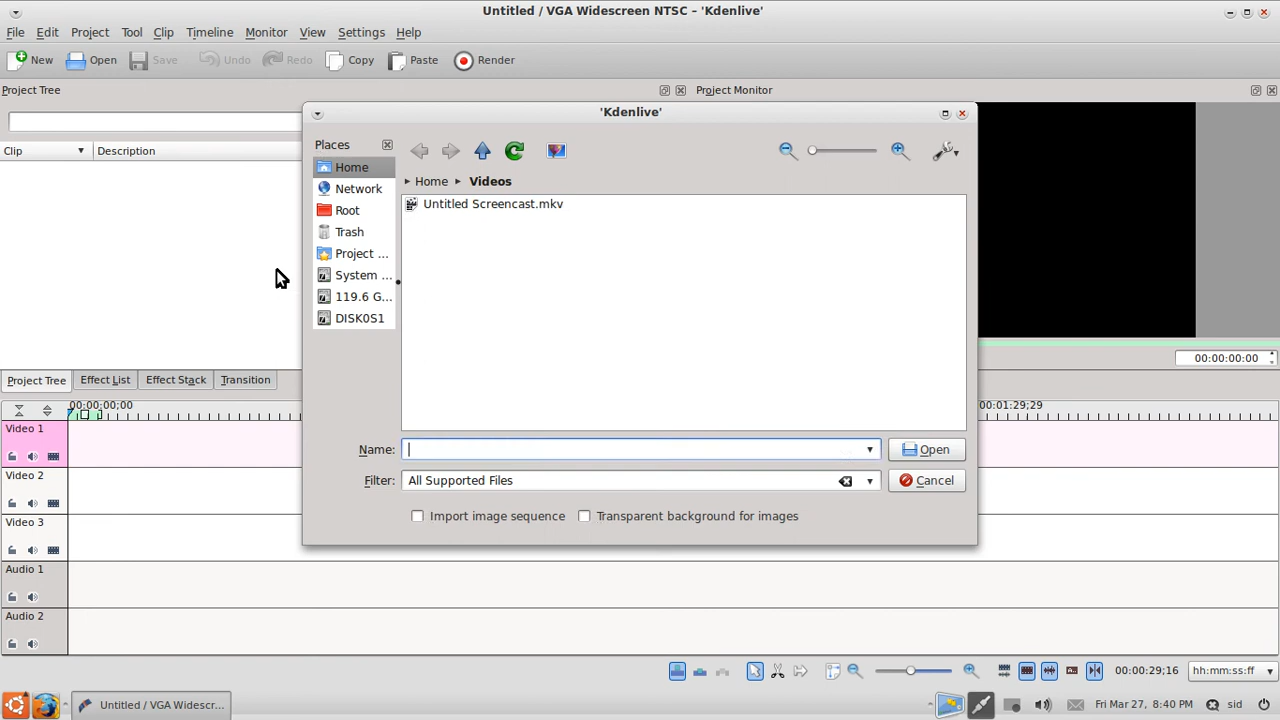 Untitled / VGA Widescreen NTSC – 'Kdenlive'
File Edit Project Tool Clip Timeline Monitor View Settings Help
New Open Save Undo Redo Copy Paste Render
Project Tree
Project Monitor
Clip Description
'Kdenlive'
Places
Home
Network
Root
Trash
Project ...
System ...
119.6 G...
DISK0S1
Home Videos
Untitled Screencast.mkv
Name:
Open
Filter: All Supported Files
Cancel
Import image sequence Transparent background for images
00:00:00:00
Project Tree Effect List Effect Stack Transition
00:00:00;00
00:01:29;29
Video 1
Video 2
Video 3
Audio 1
Audio 2
00:00:29;16 hh:mm:ss:ff
Untitled / VGA Widescr...
Fri Mar 27, 8:40 PM sid